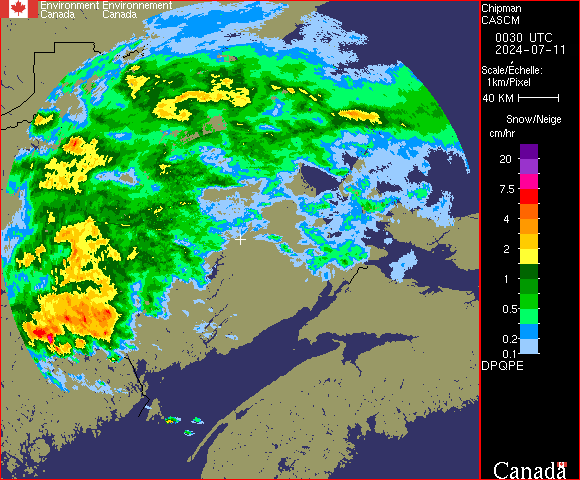 Environment Environnement
Canada Canada
Chipman
CASCM
0030 UTC
2024-07-11
Scale/Échelle:
1km/Pixel
40 KM
Snow/Neige
cm/hr
20
7.5
4
2
1
0.5
0.2
0.1
DPQPE
Canada